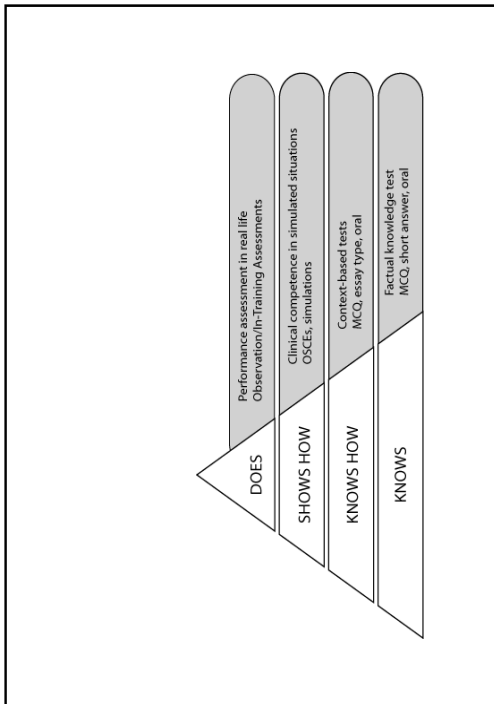 DOES
Performance assessment in real life
Observation/In-Training Assessments
SHOWS HOW
Clinical competence in simulated situations
OSCEs, simulations
KNOWS HOW
Context-based tests
MCQ, essay type, oral
KNOWS
Factual knowledge test
MCQ, short answer, oral